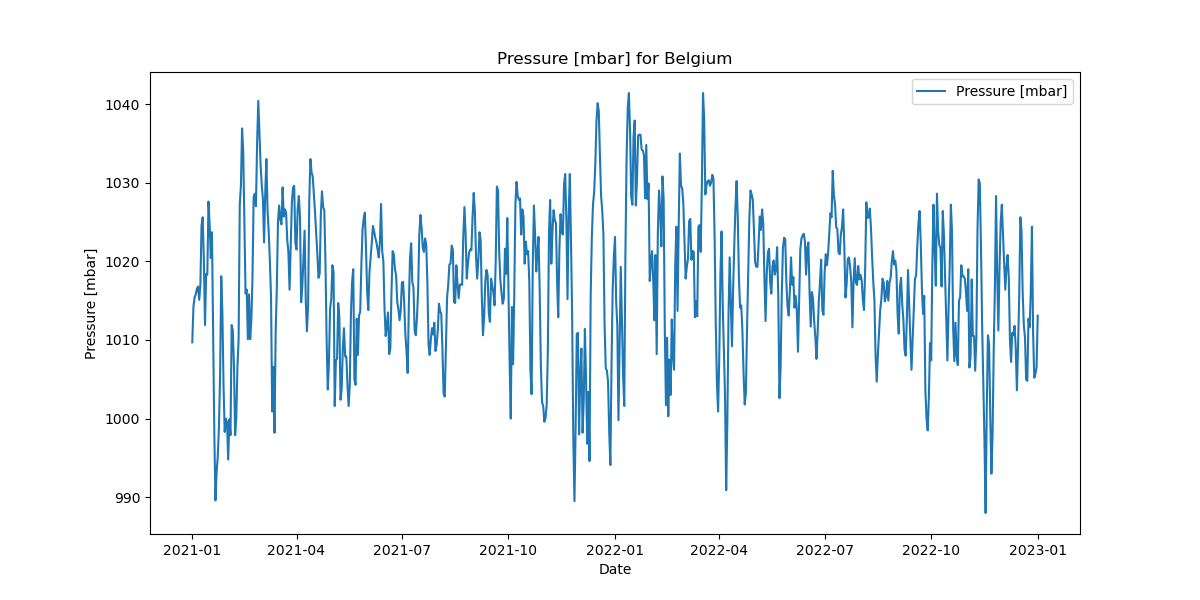 Pressure [mbar] for Belgium
Pressure [mbar]
1040
1030
1020
1010
1000
990
Pressure [mbar]
2021-01 2021-04 2021-07 2021-10 2022-01 2022-04 2022-07 2022-10 2023-01
Date